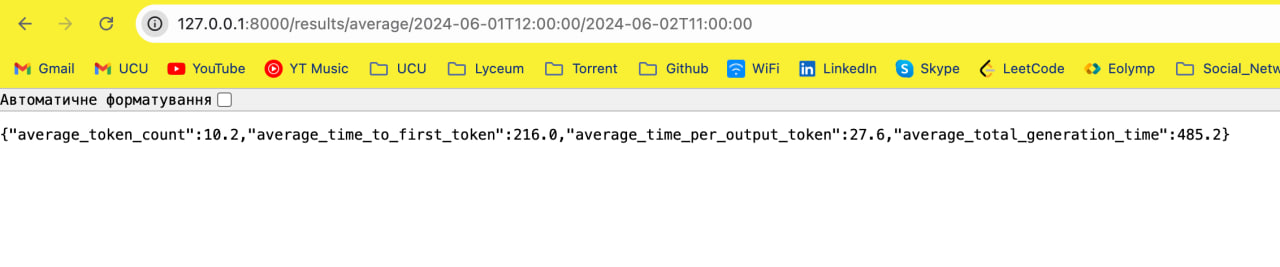 127.0.0.1:8000/results/average/2024-06-01T12:00:00/2024-06-02T11:00:00
Gmail UCU YouTube YT Music UCU Lyceum Torrent Github WiFi LinkedIn Skype LeetCode Eolymp Social_Netw
Автоматичне форматування
{"average_token_count":10.2,"average_time_to_first_token":216.0,"average_time_per_output_token":27.6,"average_total_generation_time":485.2}